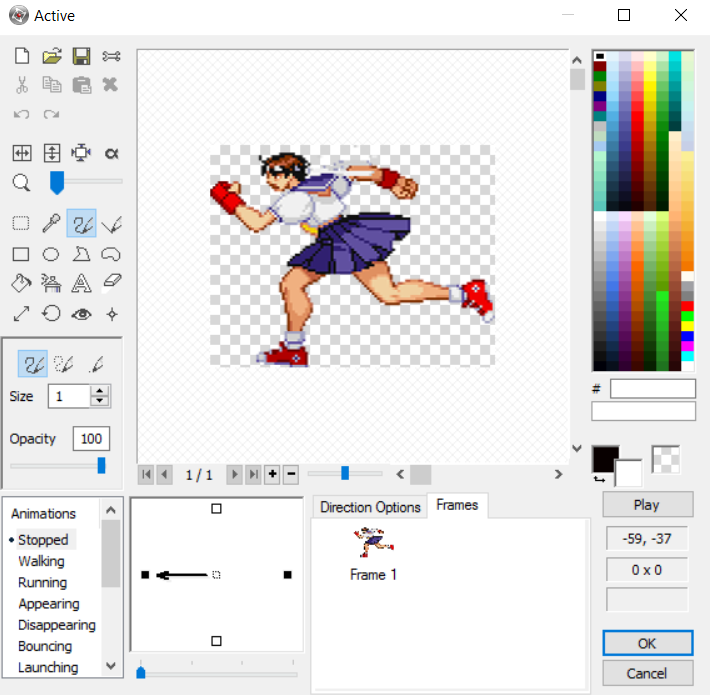 Active
α
A
Size 1
Opacity 100
1 / 1
#
Animations
Stopped
Walking
Running
Appearing
Disappearing
Bouncing
Launching
Direction Options
Frames
Frame 1
Play
-59, -37
0 x 0
OK
Cancel